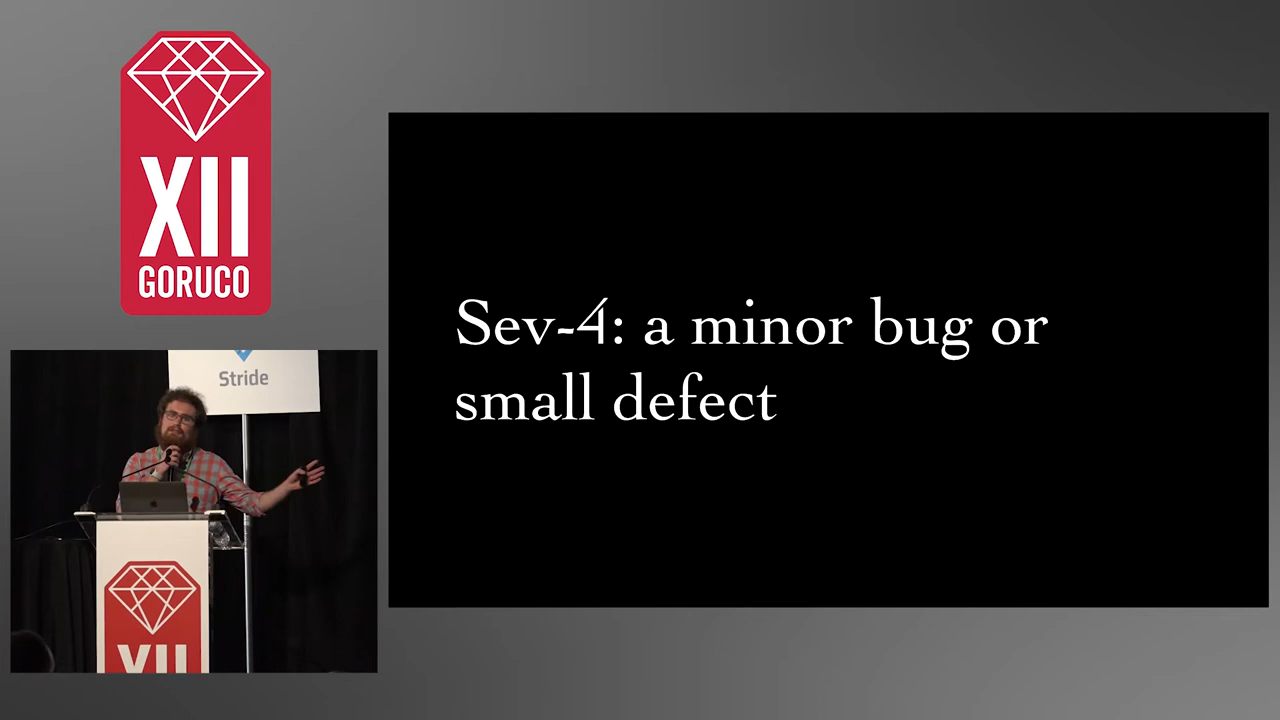 XII
GORUCO
Stride
XII
Sev-4: a minor bug or
small defect